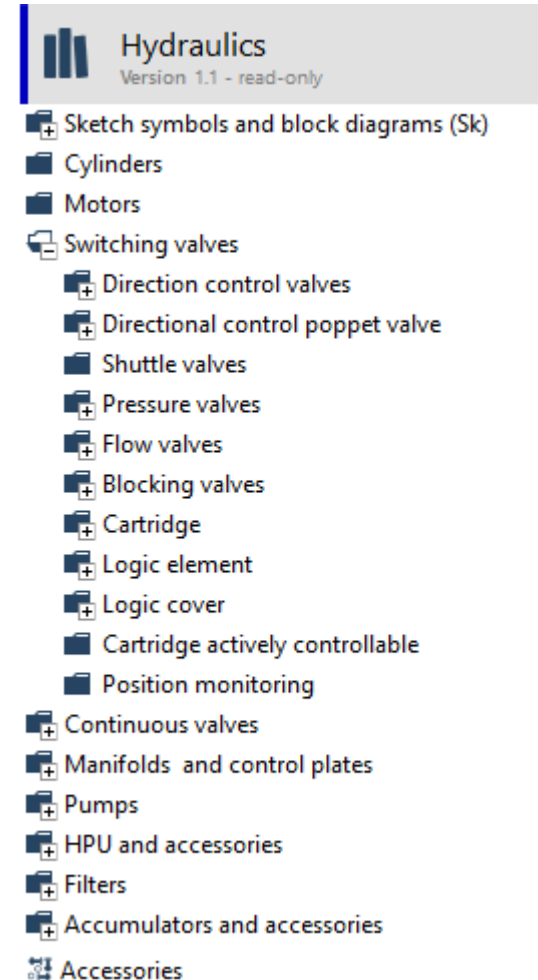 Hydraulics
Version 1.1 - read-only
Sketch symbols and block diagrams (Sk)
Cylinders
Motors
Switching valves
Direction control valves
Directional control poppet valve
Shuttle valves
Pressure valves
Flow valves
Blocking valves
Cartridge
Logic element
Logic cover
Cartridge actively controllable
Position monitoring
Continuous valves
Manifolds  and control plates
Pumps
HPU and accessories
Filters
Accumulators and accessories
Accessories